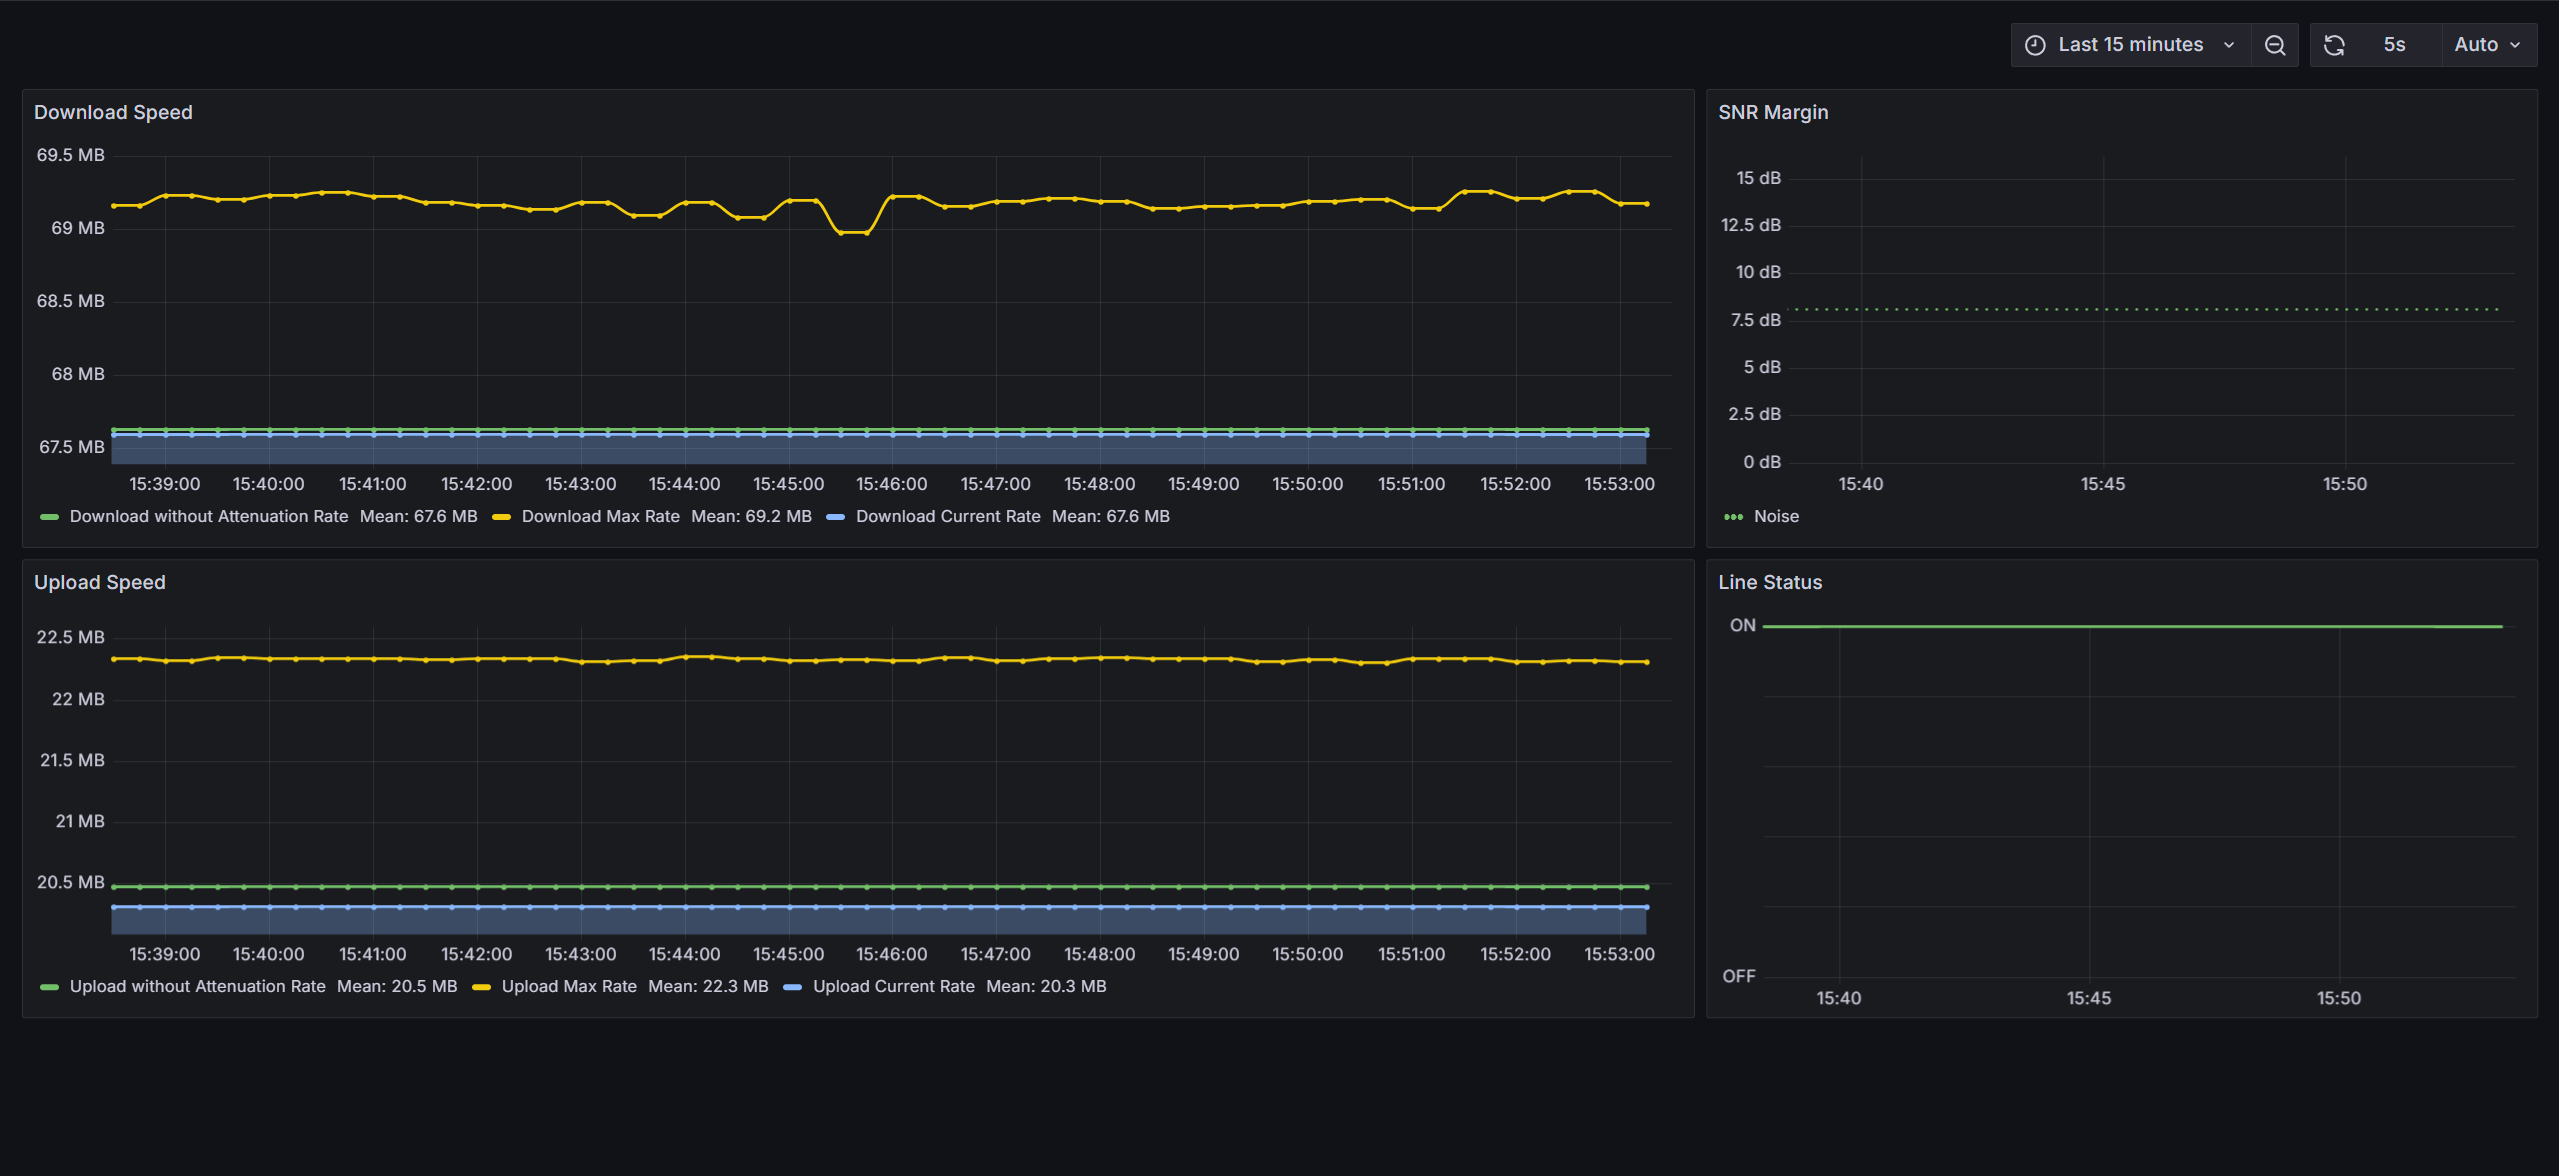 Last 15 minutes 5s Auto
Download Speed
69.5 MB
69 MB
68.5 MB
68 MB
67.5 MB
15:39:00 15:40:00 15:41:00 15:42:00 15:43:00 15:44:00 15:45:00 15:46:00 15:47:00 15:48:00 15:49:00 15:50:00 15:51:00 15:52:00 15:53:00
Download without Attenuation Rate Mean: 67.6 MB Download Max Rate Mean: 69.2 MB Download Current Rate Mean: 67.6 MB
SNR Margin
15 dB
12.5 dB
10 dB
7.5 dB
5 dB
2.5 dB
0 dB
15:40 15:45 15:50
Noise
Upload Speed
22.5 MB
22 MB
21.5 MB
21 MB
20.5 MB
15:39:00 15:40:00 15:41:00 15:42:00 15:43:00 15:44:00 15:45:00 15:46:00 15:47:00 15:48:00 15:49:00 15:50:00 15:51:00 15:52:00 15:53:00
Upload without Attenuation Rate Mean: 20.5 MB Upload Max Rate Mean: 22.3 MB Upload Current Rate Mean: 20.3 MB
Line Status
ON
OFF
15:40 15:45 15:50